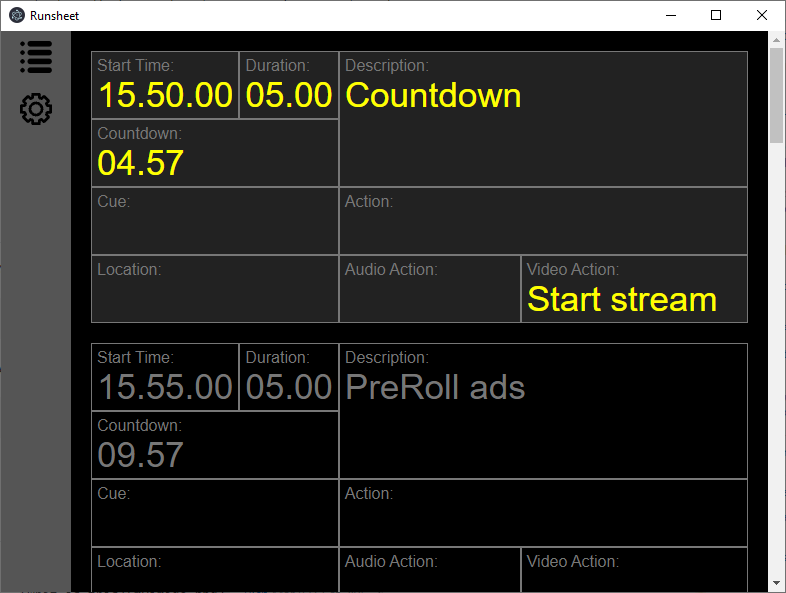 Runsheet
Start Time: Duration: Description:
15.50.00 05.00 Countdown
Countdown:
04.57
Cue: Action:
Location: Audio Action: Video Action:
Start stream
Start Time: Duration: Description:
15.55.00 05.00 PreRoll ads
Countdown:
09.57
Cue: Action:
Location: Audio Action: Video Action: